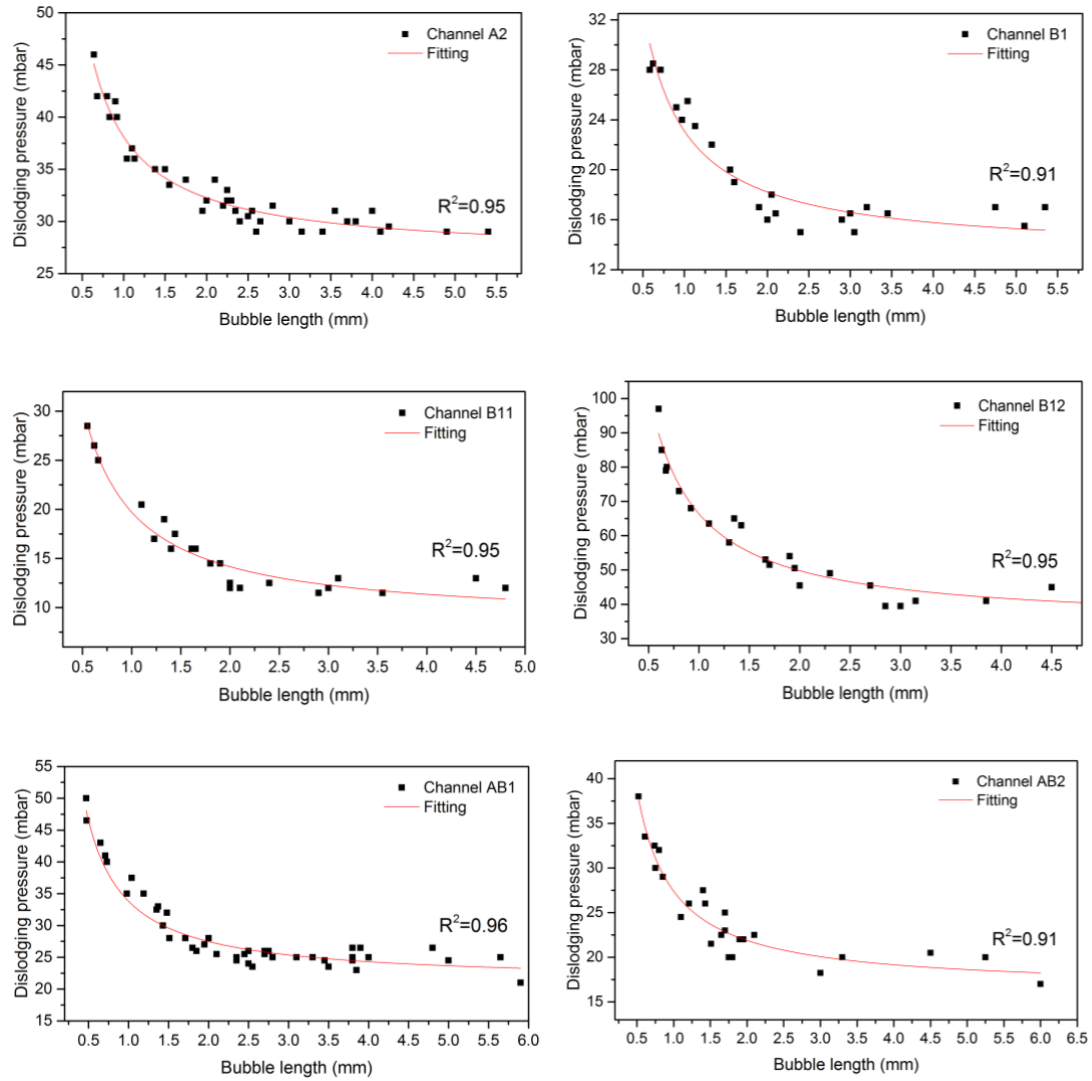 50
45
40
35
30
25
Dislodging pressure (mbar)
Channel A2
Fitting
R²=0.95
0.5 1.0 1.5 2.0 2.5 3.0 3.5 4.0 4.5 5.0 5.5
Bubble length (mm)
32
28
24
20
16
12
Dislodging pressure (mbar)
Channel B1
Fitting
R²=0.91
0.5 1.0 1.5 2.0 2.5 3.0 3.5 4.0 4.5 5.0 5.5
Bubble length (mm)
30
25
20
15
10
Dislodging pressure (mbar)
Channel B11
Fitting
R²=0.95
0.5 1.0 1.5 2.0 2.5 3.0 3.5 4.0 4.5 5.0
Bubble length (mm)
100
90
80
70
60
50
40
30
Dislodging pressure (mbar)
Channel B12
Fitting
R²=0.95
0.5 1.0 1.5 2.0 2.5 3.0 3.5 4.0 4.5
Bubble length (mm)
55
50
45
40
35
30
25
20
15
Dislodging pressure (mbar)
Channel AB1
Fitting
R²=0.96
0.5 1.0 1.5 2.0 2.5 3.0 3.5 4.0 4.5 5.0 5.5 6.0
Bubble length (mm)
40
35
30
25
20
15
Dislodging pressure (mbar)
Channel AB2
Fitting
R²=0.91
0.5 1.0 1.5 2.0 2.5 3.0 3.5 4.0 4.5 5.0 5.5 6.0 6.5
Bubble length (mm)